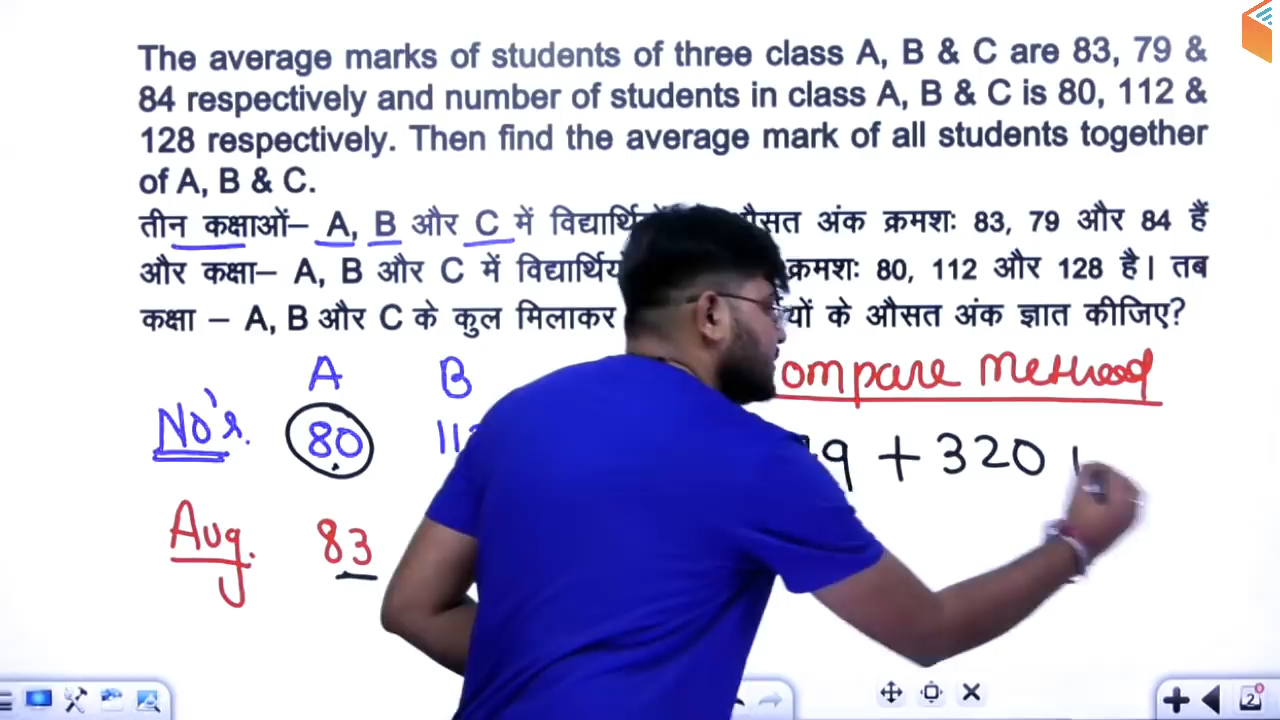 The average marks of students of three class A, B & C are 83, 79 &
84 respectively and number of students in class A, B & C is 80, 112 &
128 respectively. Then find the average mark of all students together
of A, B & C.
तीन कक्षाओं– A, B और C में औसत अंक क्रमशः 83, 79 और 84 हैं
और कक्षा– A, B और C में क्रमशः 80, 112 और 128 है। तब
कक्षा – A, B और C के कुल मिलाकर के औसत अंक ज्ञात कीजिए?
A B
No's. 80
Avg. 83
ompare Method
9 + 320
2